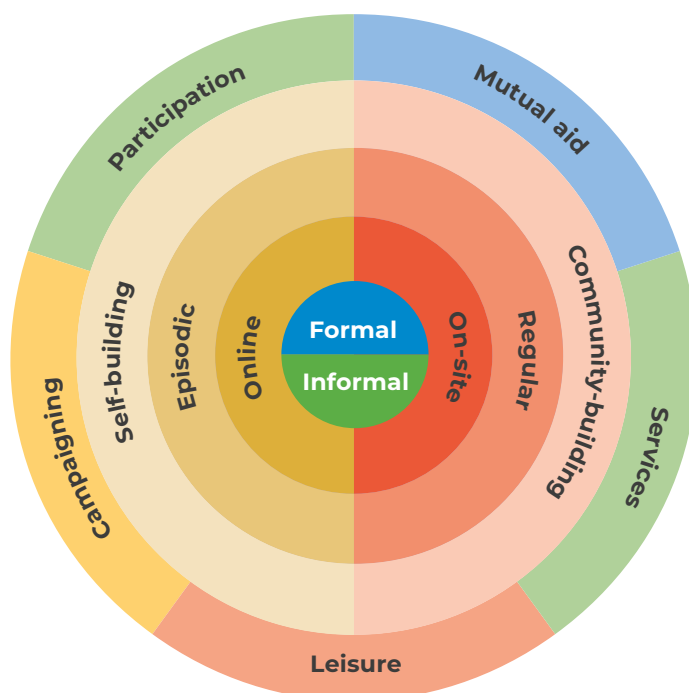 Participation
Mutual aid
Self-building
Episodic
Online
Formal
Informal
On-site
Regular
Community-building
Campaigning
Services
Leisure